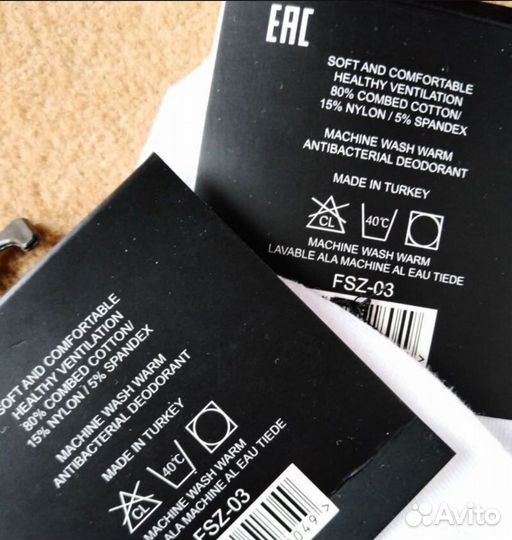 EAC
SOFT AND COMFORTABLE
HEALTHY VENTILATION
80% COMBED COTTON/
15% NYLON / 5% SPANDEX
MACHINE WASH WARM
ANTIBACTERIAL DEODORANT
MADE IN TURKEY
CL 40°C
MACHINE WASH WARM
LAVABLE ALA MACHINE AL EAU TIEDE
FSZ-03
SOFT AND COMFORTABLE
HEALTHY VENTILATION
80% COMBED COTTON/
15% NYLON / 5% SPANDEX
MACHINE WASH WARM
ANTIBACTERIAL DEODORANT
MADE IN TURKEY
CL 40°C
MACHINE WASH WARM
ALA MACHINE AL EAU TIEDE
FSZ-03
Avito